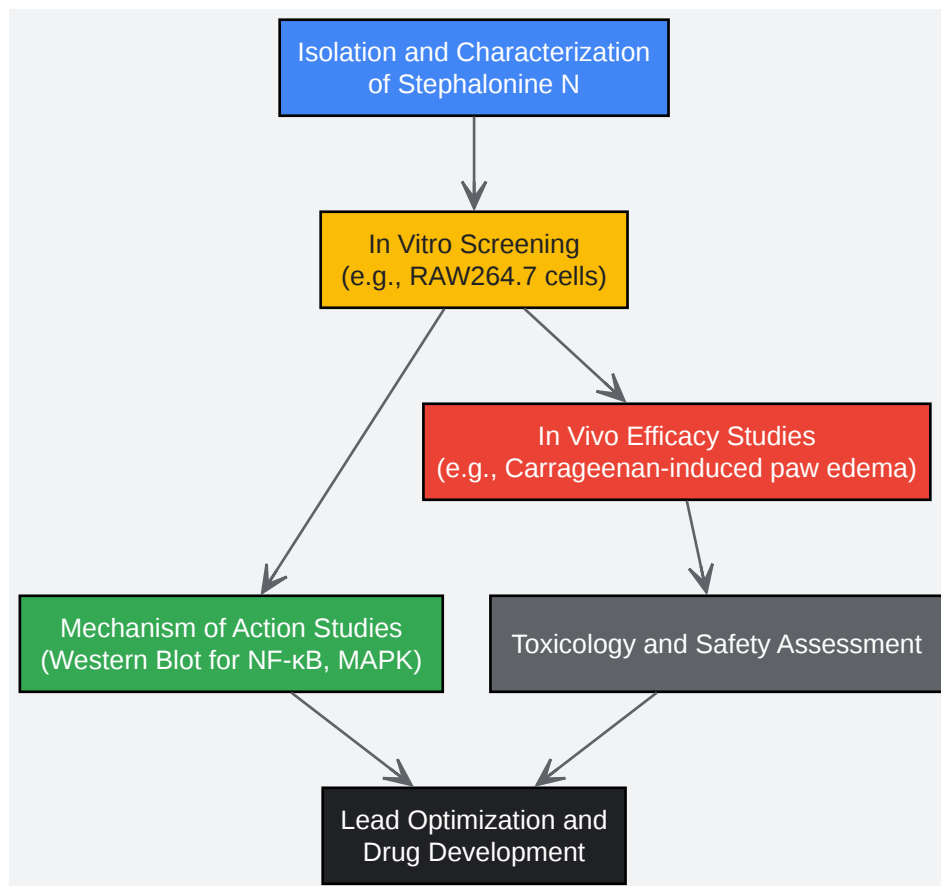 Isolation and Characterization
of Stephalonine N
In Vitro Screening
(e.g., RAW264.7 cells)
In Vivo Efficacy Studies
(e.g., Carrageenan-induced paw edema)
Mechanism of Action Studies
(Western Blot for NF-κB, MAPK)
Toxicology and Safety Assessment
Lead Optimization and
Drug Development